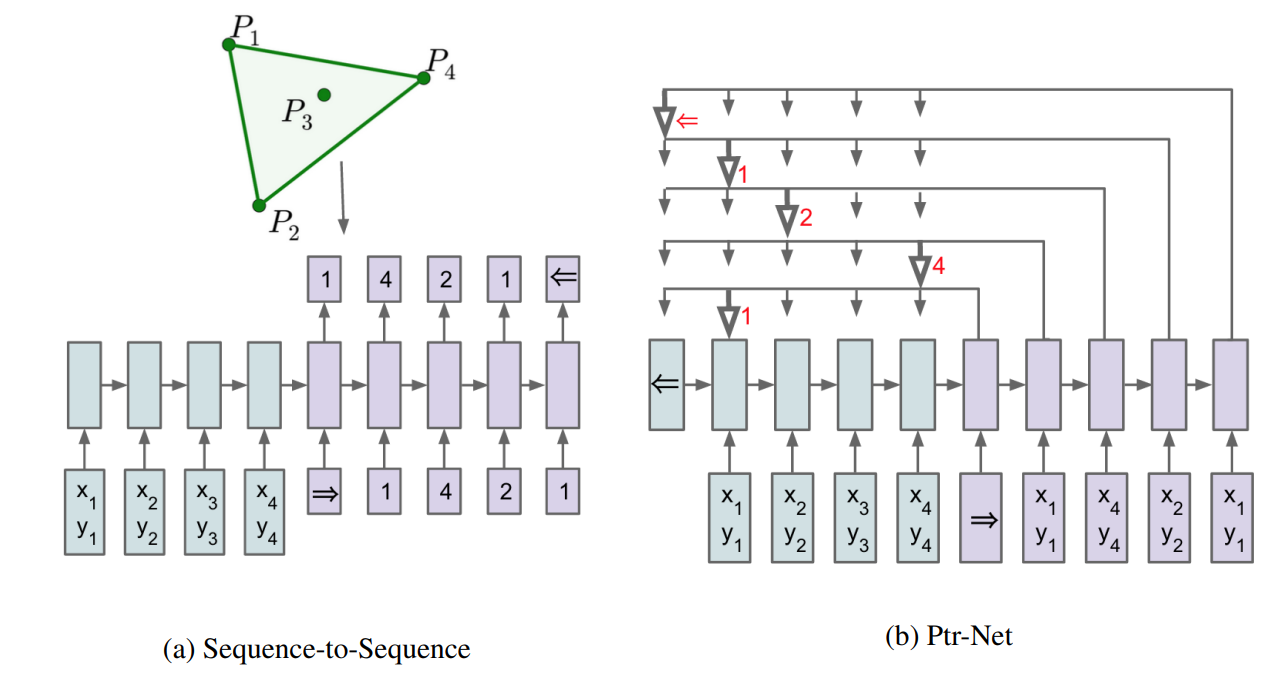 P1
P4
P3
P2
1 4 2 1 ⇐
x1 y1 x2 y2 x3 y3 x4 y4 ⇒ 1 4 2 1
(a) Sequence-to-Sequence
⇐
1
2
4
1
⇐
x1 y1 x2 y2 x3 y3 x4 y4 ⇒ x1 y1 x4 y4 x2 y2 x1 y1
(b) Ptr-Net